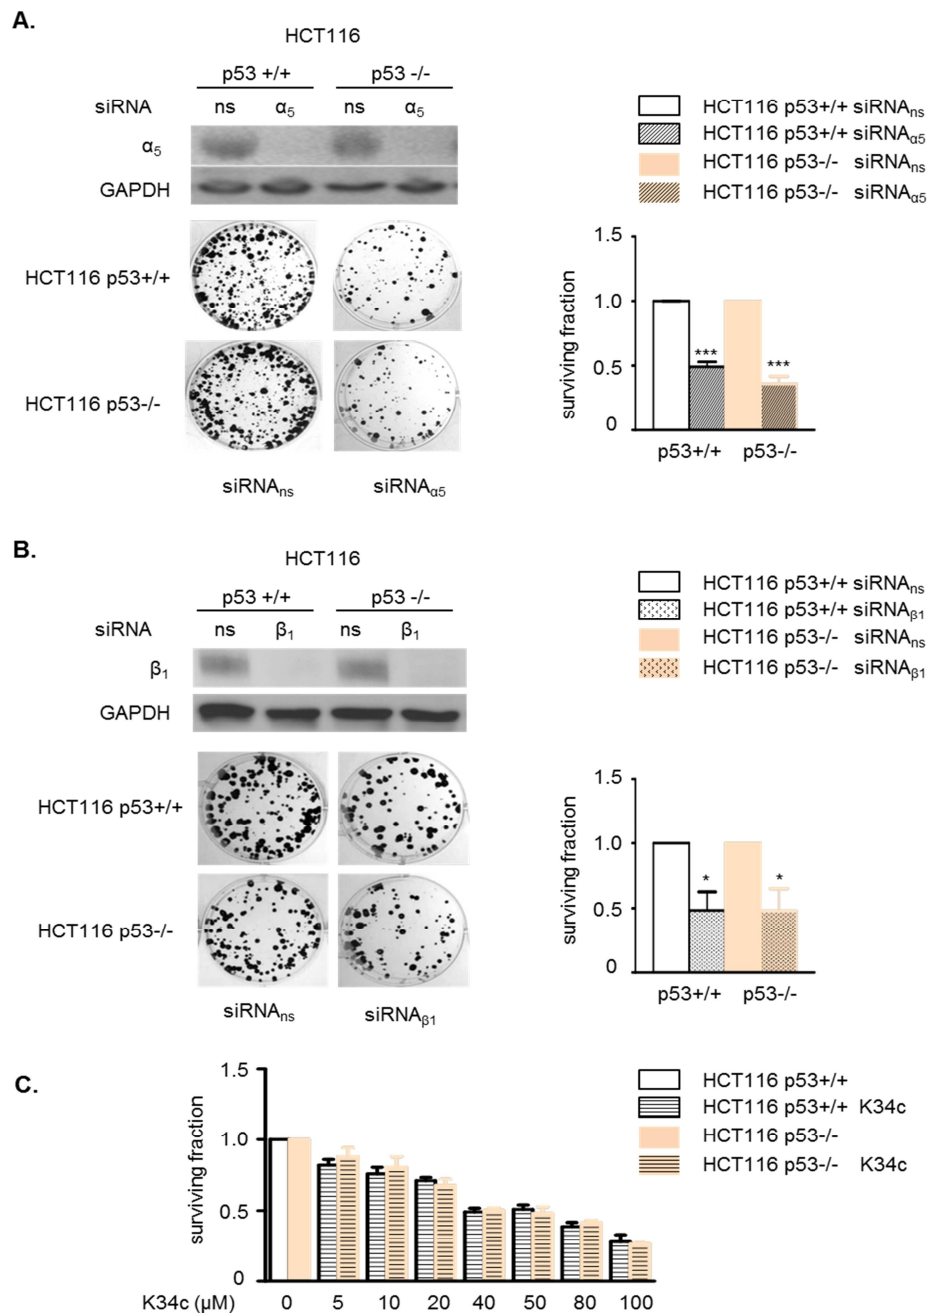 A.
HCT116
p53 +/+ p53 -/-
siRNA ns α5 ns α5
α5
GAPDH
HCT116 p53+/+
HCT116 p53-/-
siRNAns siRNAα5
HCT116 p53+/+ siRNAns
HCT116 p53+/+ siRNAα5
HCT116 p53-/- siRNAns
HCT116 p53-/- siRNAα5
surviving fraction
1.5
1.0
0.5
0
***
***
p53+/+ p53-/-
B.
HCT116
p53 +/+ p53 -/-
siRNA ns β1 ns β1
β1
GAPDH
HCT116 p53+/+
HCT116 p53-/-
siRNAns siRNAβ1
HCT116 p53+/+ siRNAns
HCT116 p53+/+ siRNAβ1
HCT116 p53-/- siRNAns
HCT116 p53-/- siRNAβ1
surviving fraction
1.5
1.0
0.5
0
* *
p53+/+ p53-/-
C.
surviving fraction
1.5
1.0
0.5
0
K34c (µM) 0 5 10 20 40 50 80 100
HCT116 p53+/+
HCT116 p53+/+ K34c
HCT116 p53-/-
HCT116 p53-/- K34c